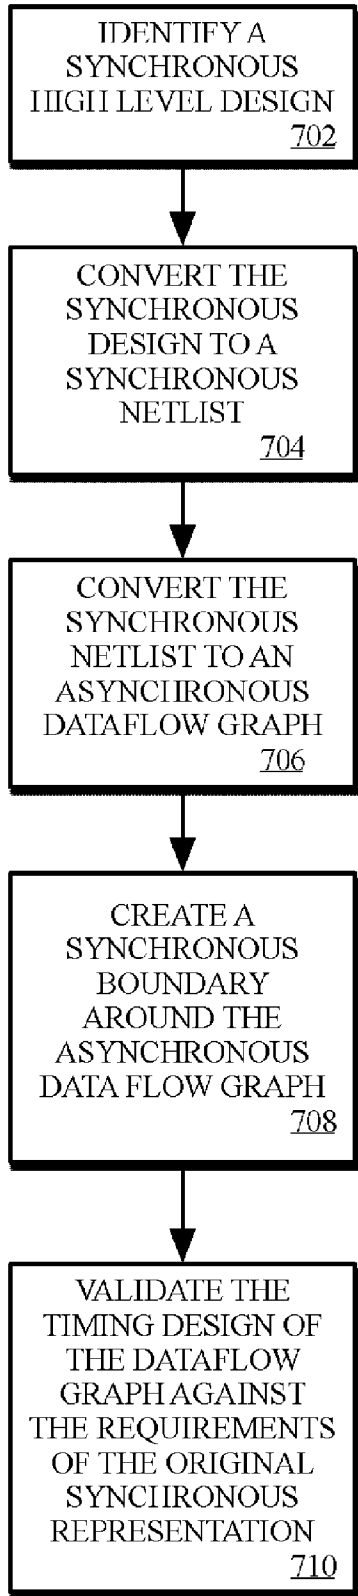 IDENTIFY A
SYNCHRONOUS
HIGH LEVEL DESIGN
702
CONVERT THE
SYNCHRONOUS
DESIGN TO A
SYNCHRONOUS
NETLIST
704
CONVERT THE
SYNCHRONOUS
NETLIST TO AN
ASYNCHRONOUS
DATAFLOW GRAPH
706
CREATE A
SYNCHRONOUS
BOUNDARY
AROUND THE
ASYNCHRONOUS
DATA FLOW GRAPH
708
VALIDATE THE
TIMING DESIGN OF
THE DATAFLOW
GRAPH AGAINST
THE REQUIREMENTS
OF THE ORIGINAL
SYNCHRONOUS
REPRESENTATION
710